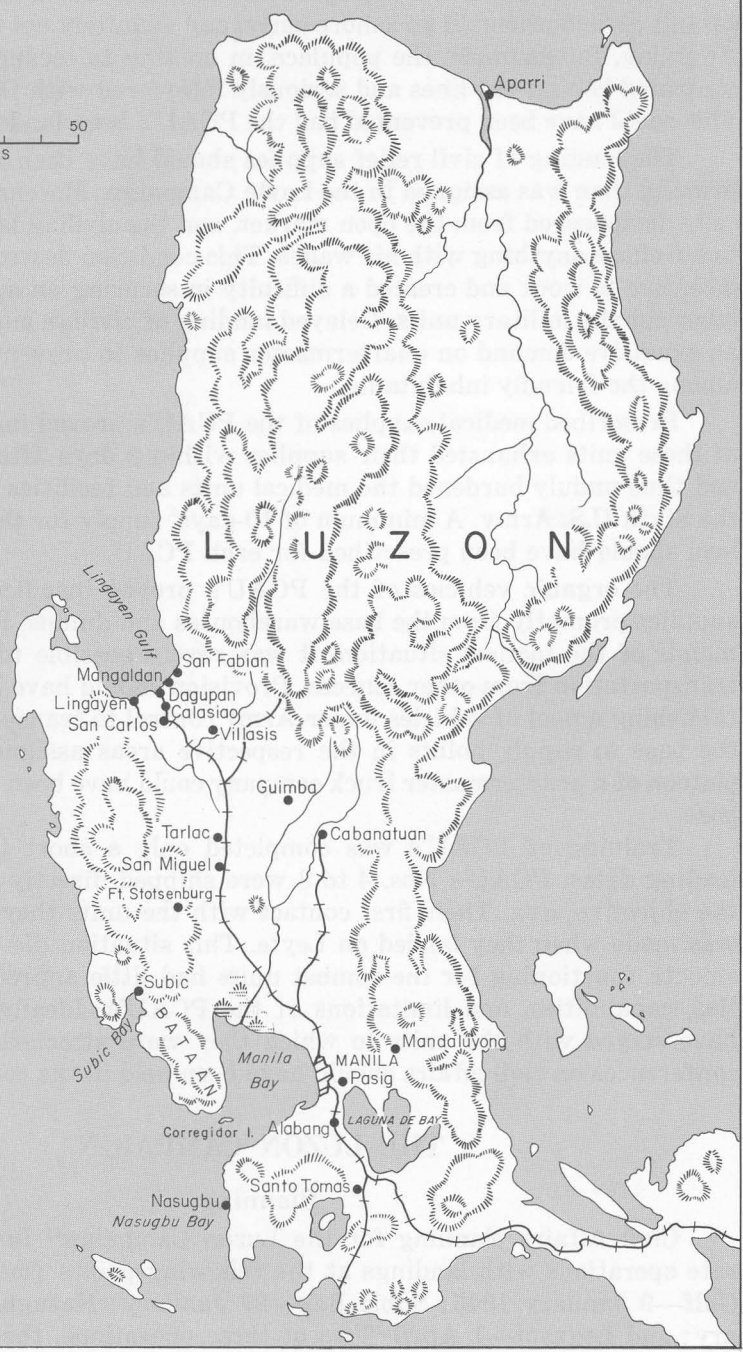 Aparri
50
S
LUZON
Lingayen Gulf
San Fabian
Mangaldan
Dagupan
Lingayen
Calasiao
San Carlos
Villasis
Guimba
Tarlac
Cabanatuan
San Miguel
Ft. Stotsenburg
Subic
BATAAN
Subic Bay
Mandaluyong
Manila
Bay
MANILA
Pasig
LAGUNA DE BAY
Corregidor I.
Alabang
Santo Tomas
Nasugbu
Nasugbu Bay